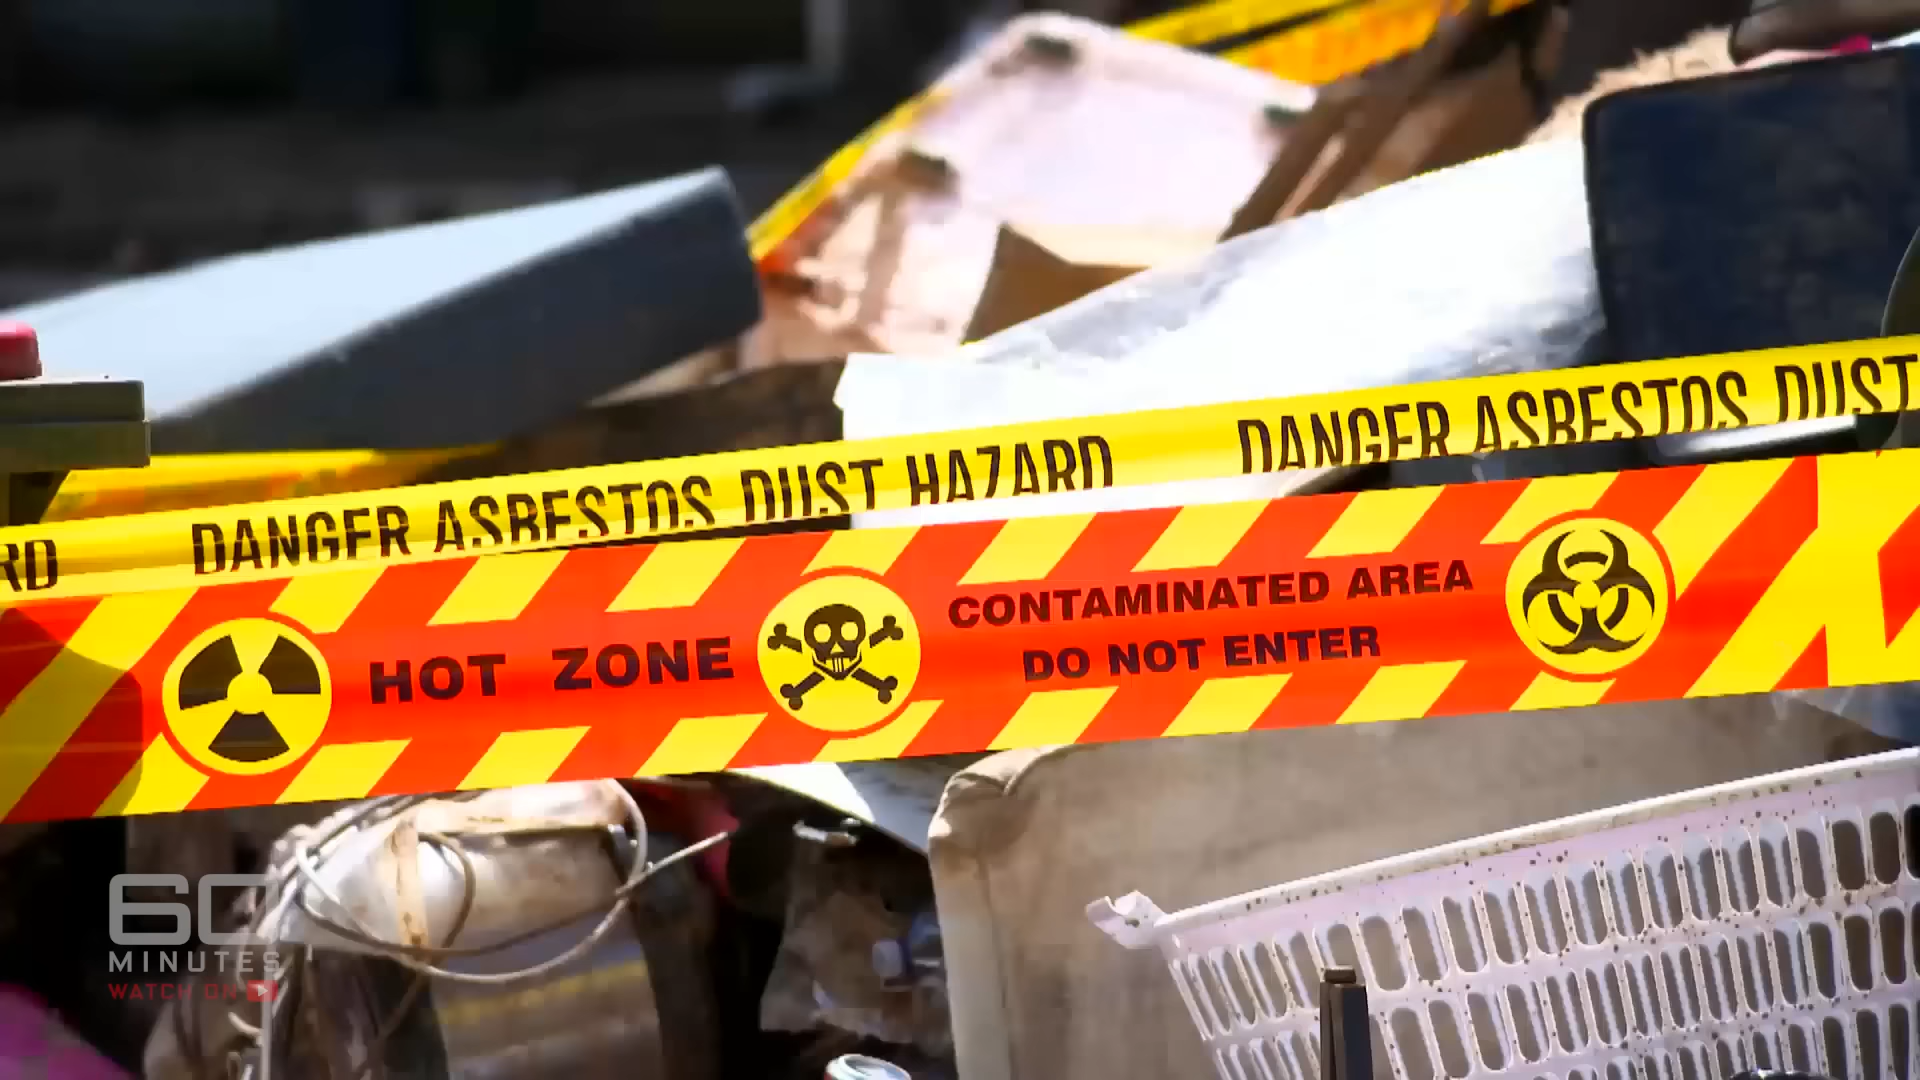 DANGER ASBESTOS DUST HAZARD
DANGER ASBESTOS DUST
RD
HOT ZONE
CONTAMINATED AREA
DO NOT ENTER
60
MINUTES
WATCH ON